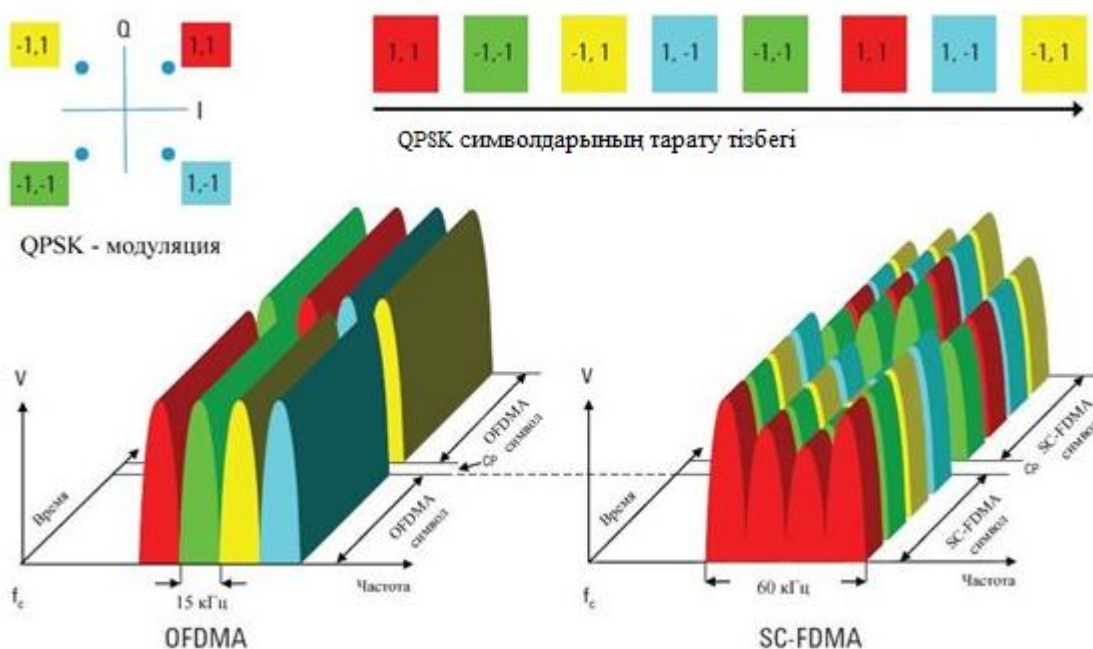 -1,1
Q
1,1
I
-1,-1
1,-1
QPSK - модуляция
1, 1
-1,-1
-1, 1
1, -1
-1,-1
1, 1
1, -1
-1, 1
QPSK символдарының тарату тізбегі
V
Время
OFDMA
символ
CP
OFDMA
символ
Частота
15 кГц
f_c
OFDMA
V
Время
SC-FDMA
символ
CP
SC-FDMA
символ
Частота
60 кГц
f_c
SC-FDMA